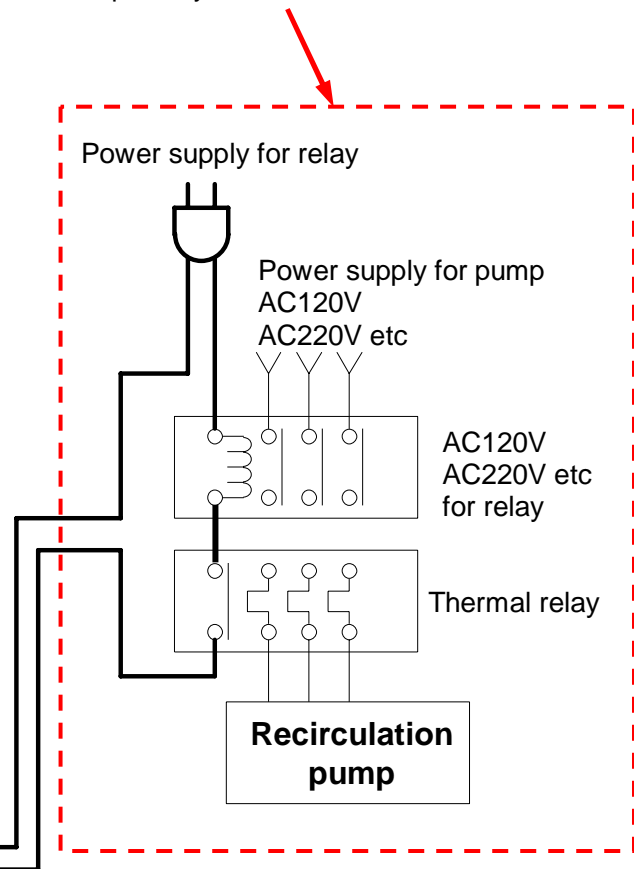 Power supply for relay
Power supply for pump
AC120V
AC220V etc
AC120V
AC220V etc
for relay
Thermal relay
Recirculation
pump